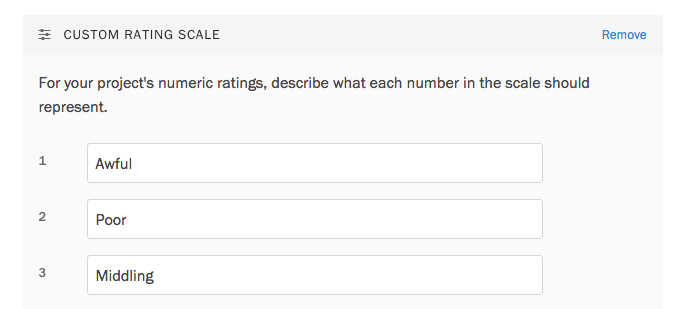 CUSTOM RATING SCALE Remove
For your project's numeric ratings, describe what each number in the scale should
represent.
1 Awful
2 Poor
3 Middling